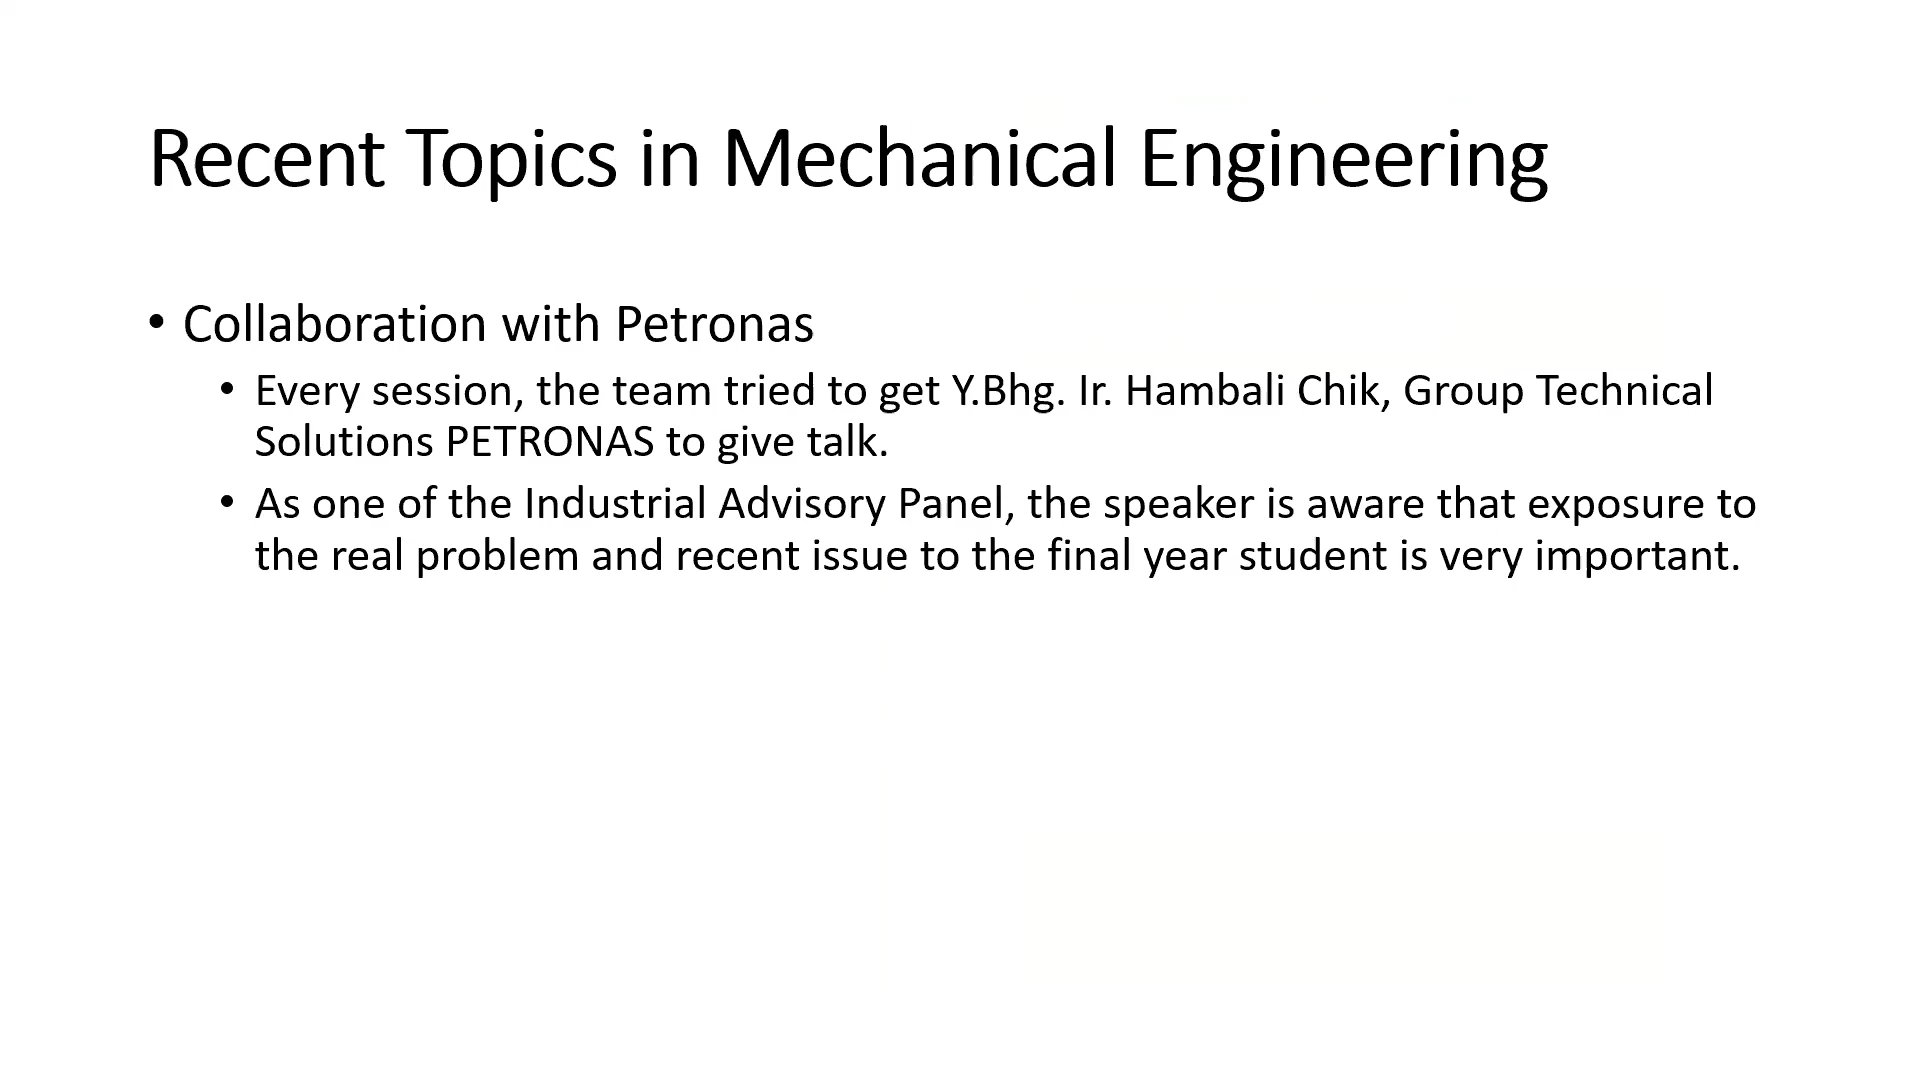 Recent Topics in Mechanical Engineering
• Collaboration with Petronas
• Every session, the team tried to get Y.Bhg. Ir. Hambali Chik, Group Technical
Solutions PETRONAS to give talk.
• As one of the Industrial Advisory Panel, the speaker is aware that exposure to
the real problem and recent issue to the final year student is very important.